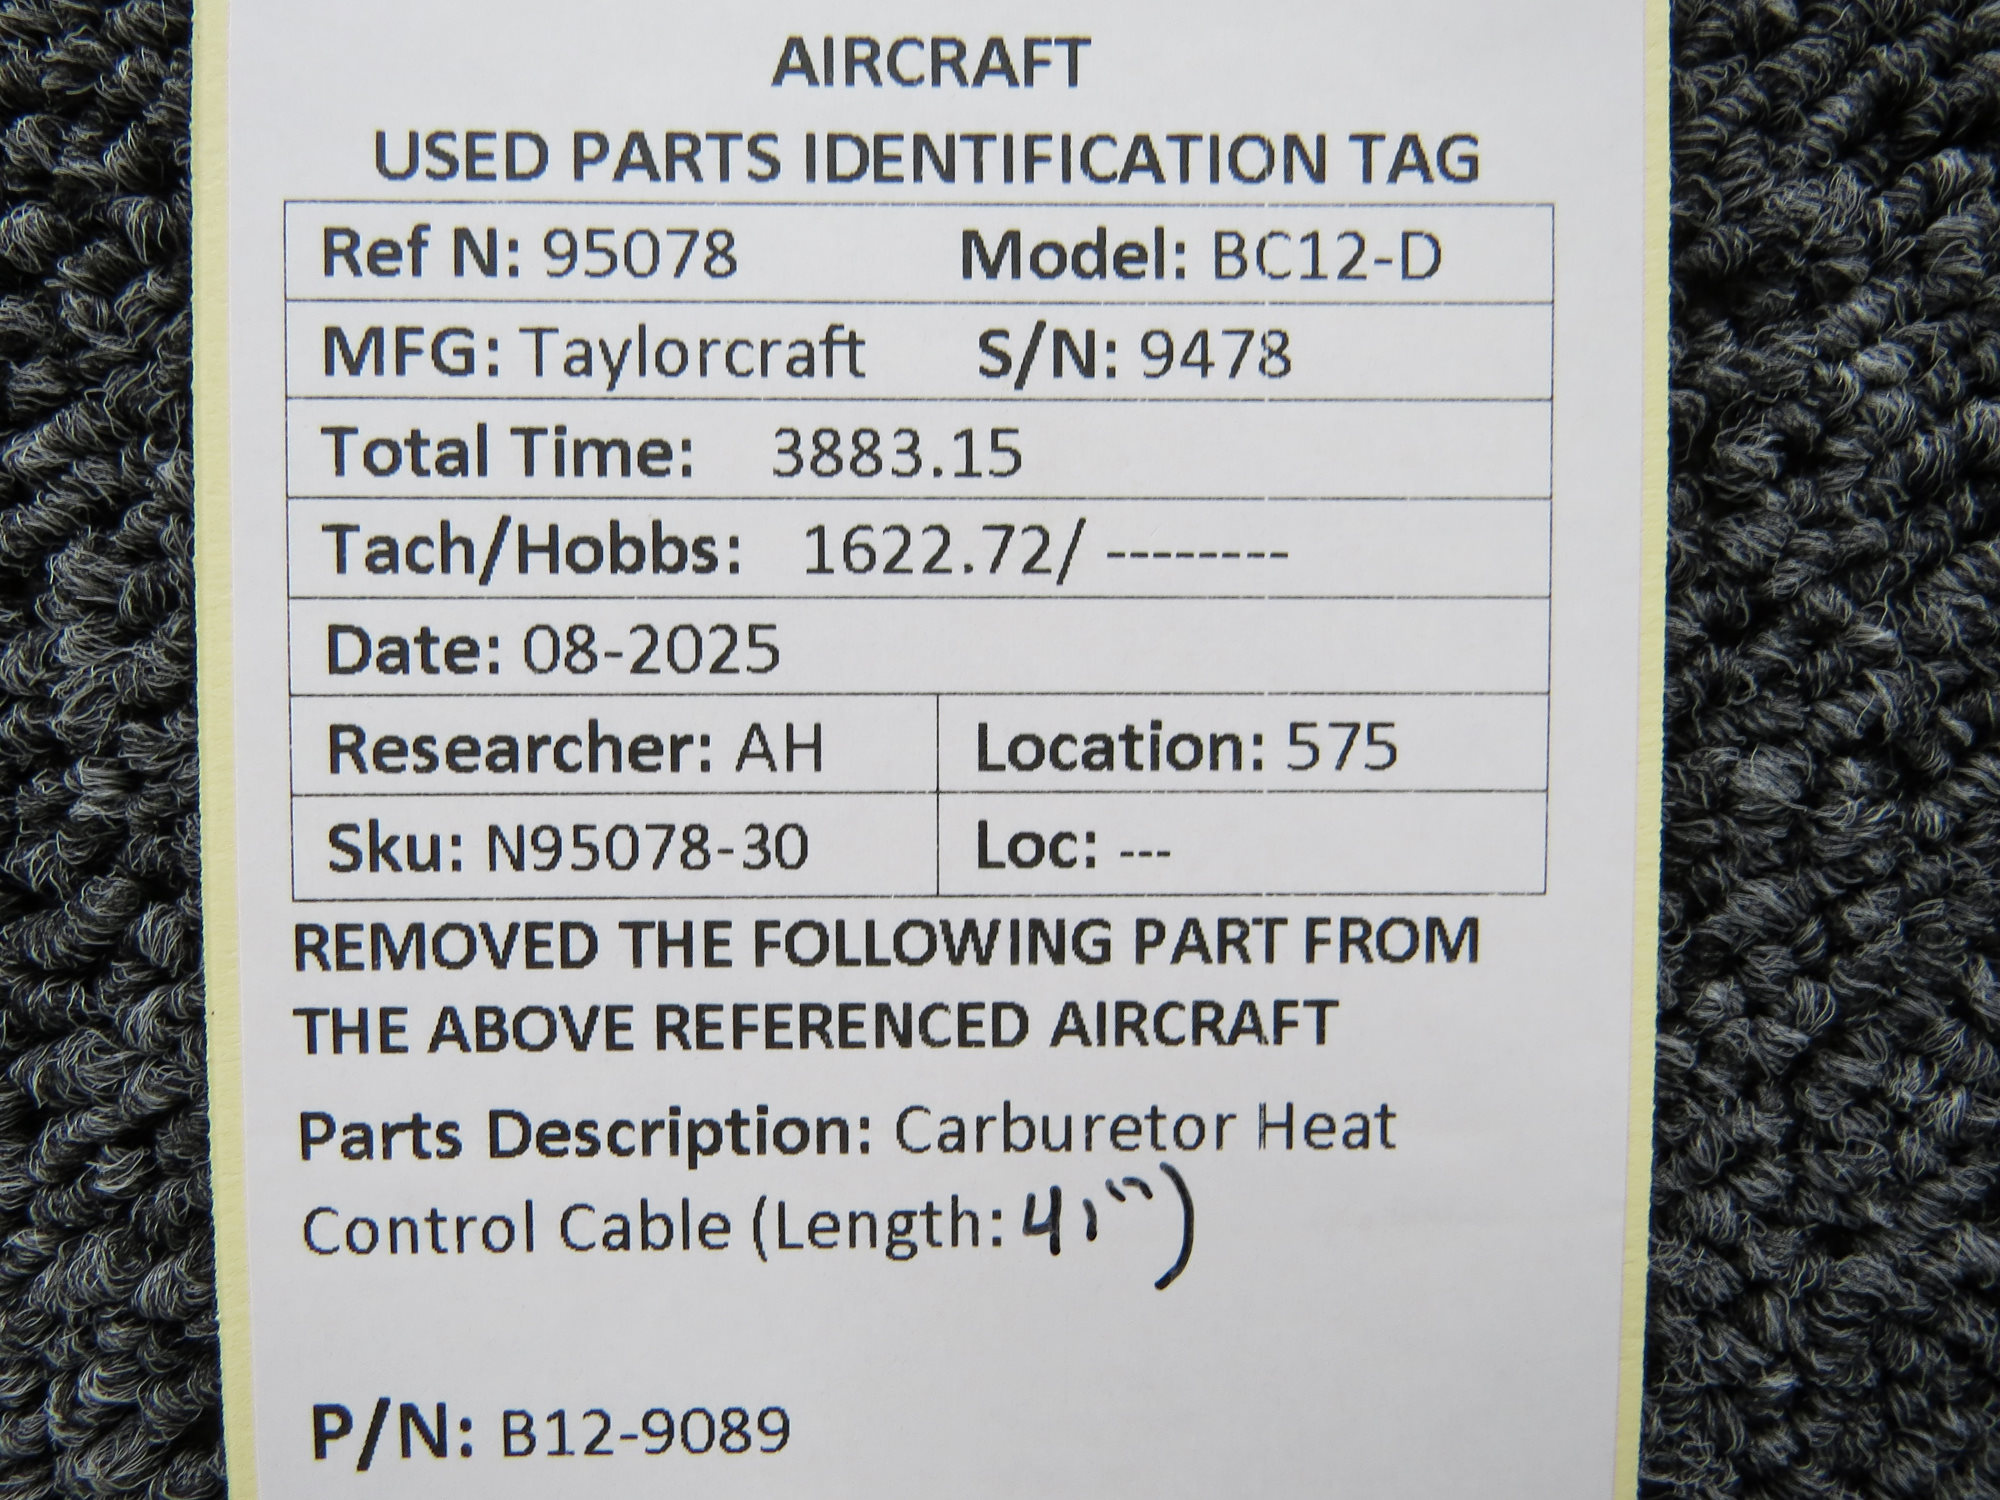 AIRCRAFT
USED PARTS IDENTIFICATION TAG
Ref N: 95078 Model: BC12-D
MFG: Taylorcraft S/N: 9478
Total Time: 3883.15
Tach/Hobbs: 1622.72/ --------
Date: 08-2025
Researcher: AH Location: 575
Sku: N95078-30 Loc: ---
REMOVED THE FOLLOWING PART FROM
THE ABOVE REFERENCED AIRCRAFT
Parts Description: Carburetor Heat
Control Cable (Length: 41")
P/N: B12-9089